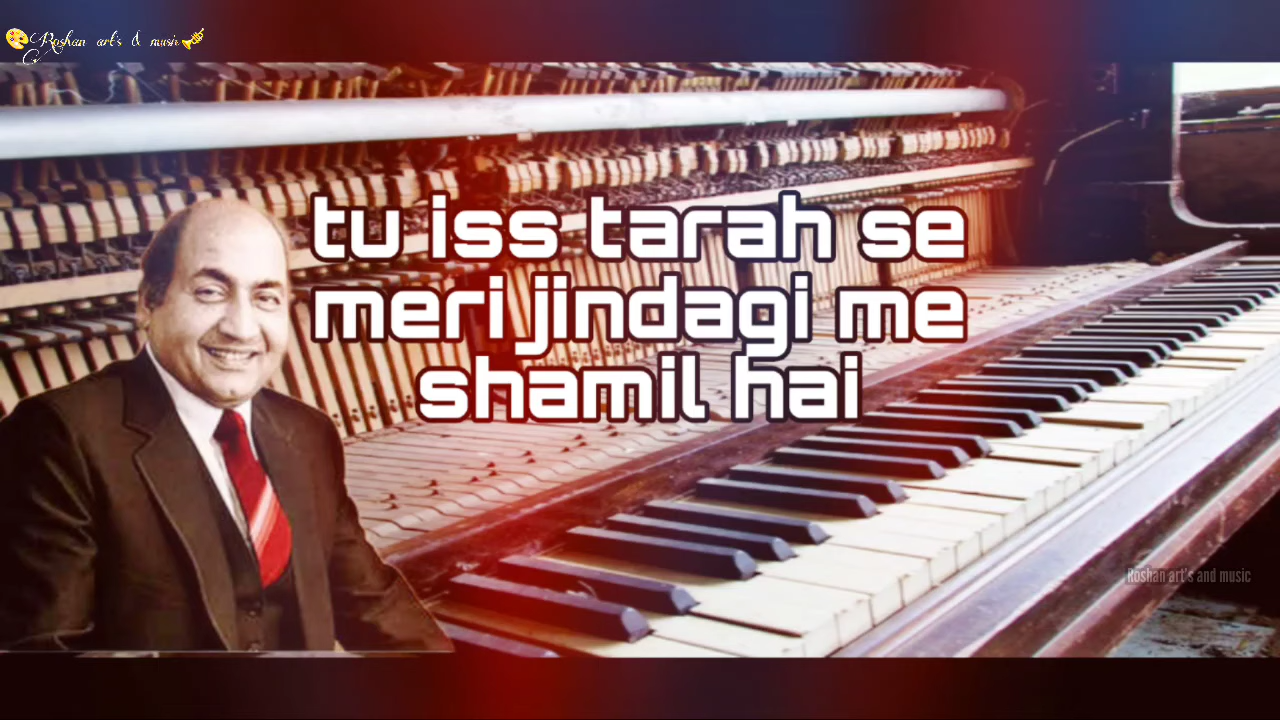 Roshan art's & music
tu iss tarah se
meri jindagi me
shamil hai
Roshan art's and music